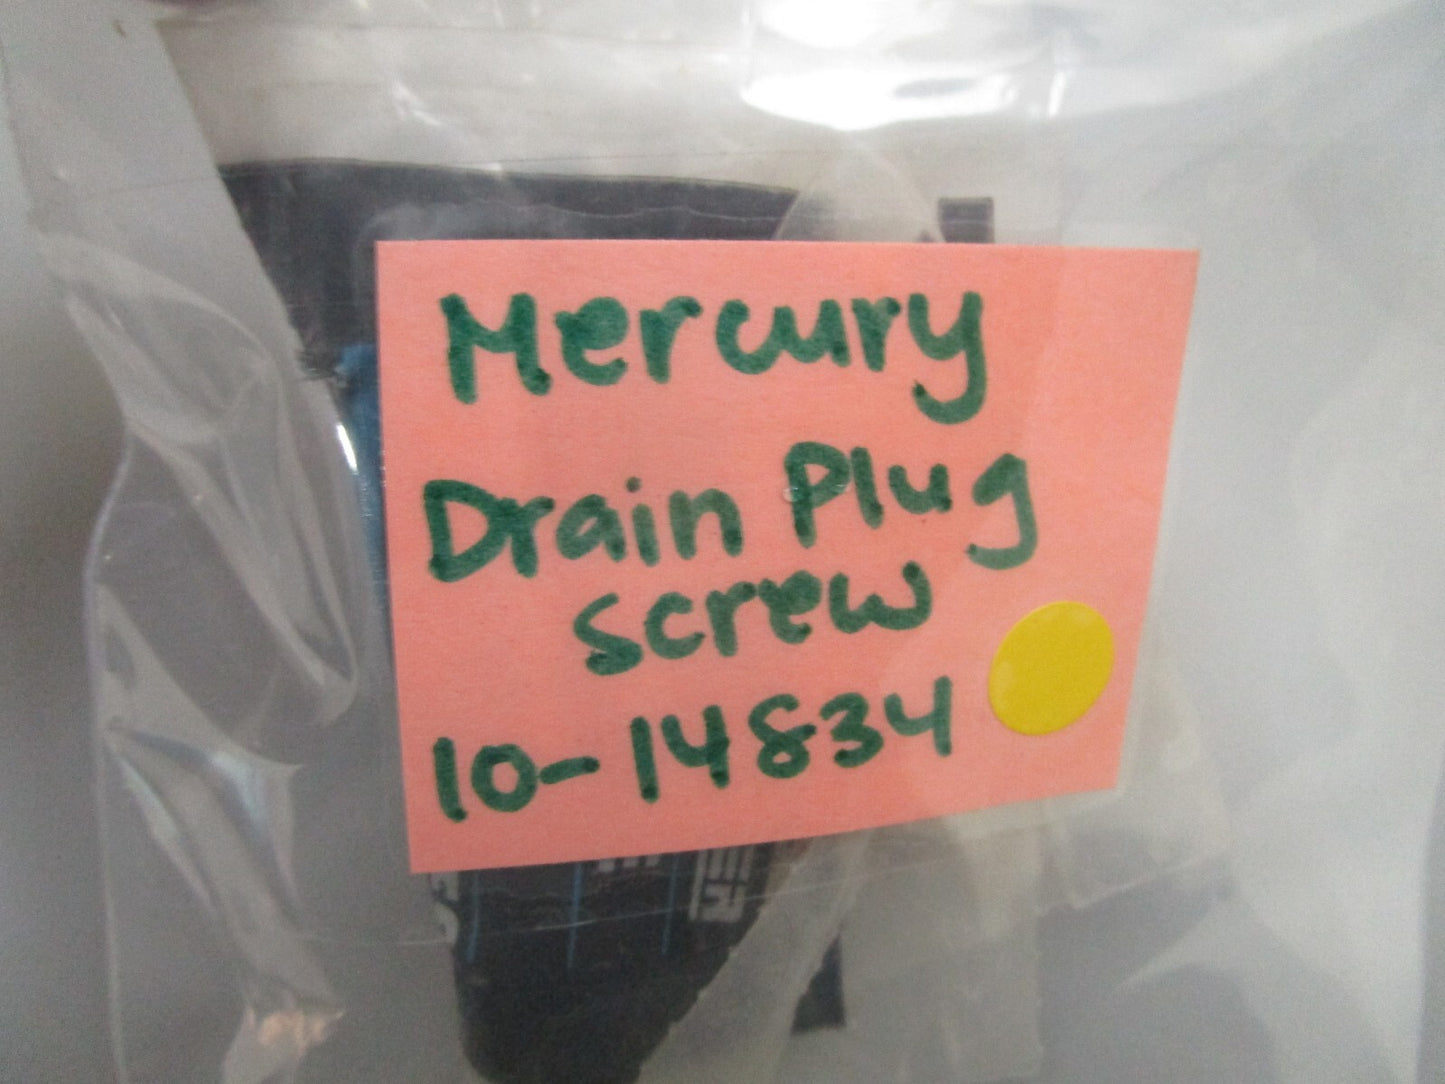 Mercury
Drain Plug
screw
10-14834